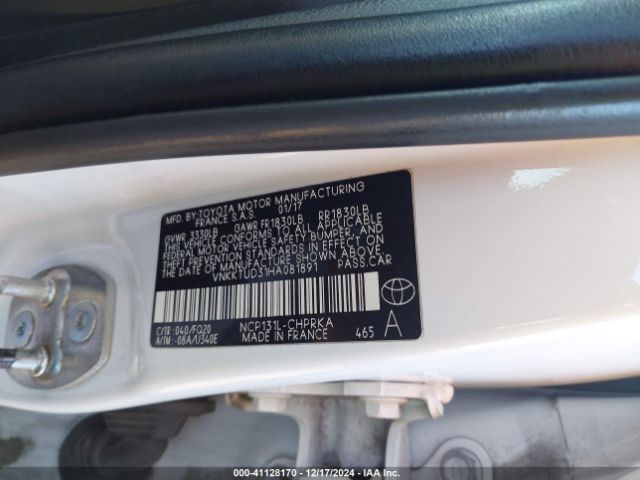 MFD. BY:TOYOTA MOTOR MANUFACTURING
FRANCE S.A.S. 01/17
GVWR 3330LB GAWR FR1830LB RR1830LB
THIS VEHICLE CONFORMS TO ALL APPLICABLE
FEDERAL MOTOR VEHICLE SAFETY, BUMPER, AND
THEFT PREVENTION STANDARDS IN EFFECT ON
THE DATE OF MANUFACTURE SHOWN ABOVE.
VNKKTUD31HA081891 PASS.CAR
C/TR:040/FQ20 NCP131L-CHPRKA
A/TM:-08A/U340E MADE IN FRANCE 465 A
000-41128170 | 12/17/2024 - IAA Inc.